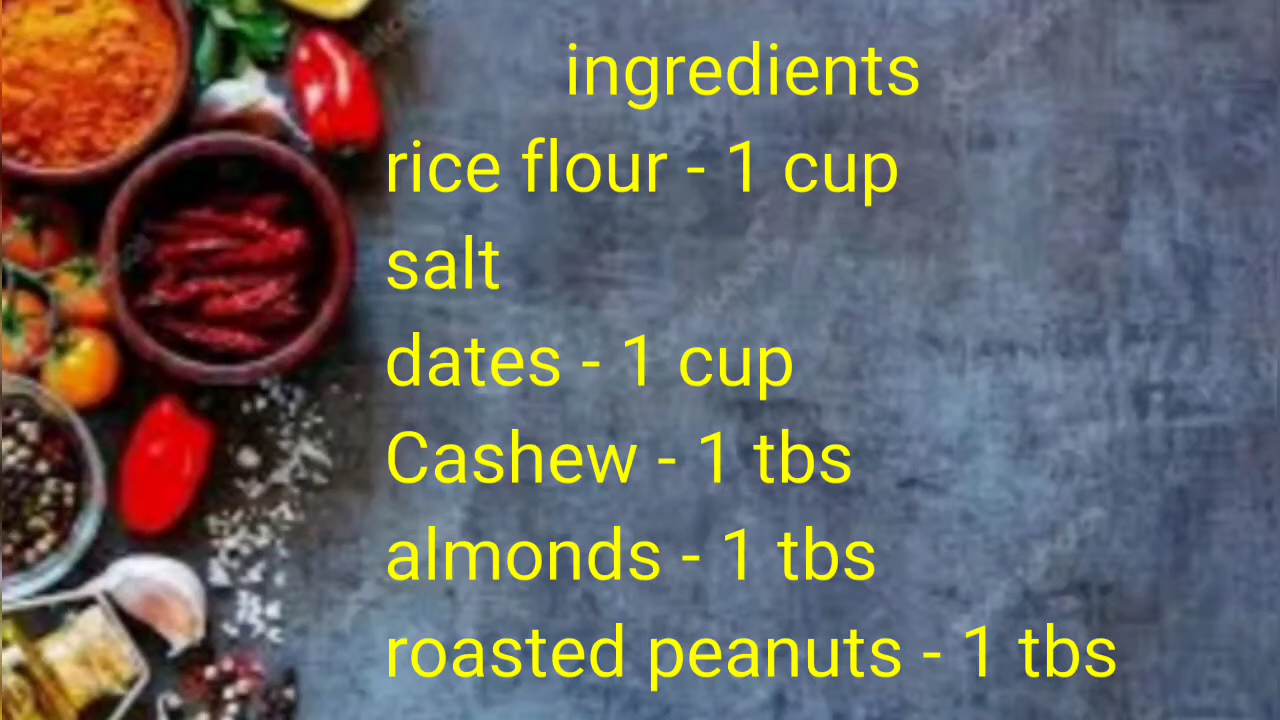 ingredients
rice flour - 1 cup
salt
dates - 1 cup
Cashew - 1 tbs
almonds - 1 tbs
roasted peanuts - 1 tbs